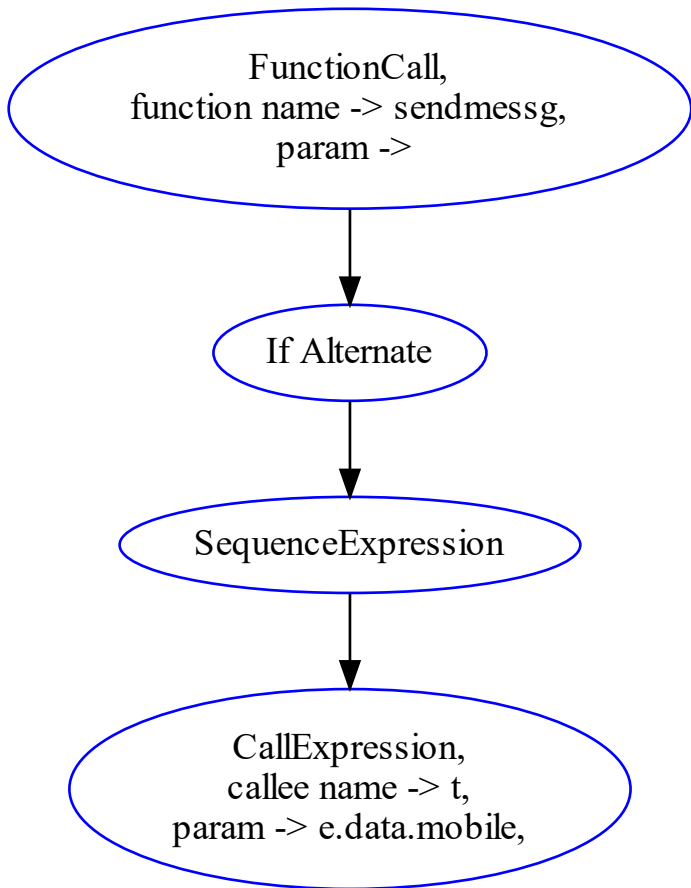 FunctionCall,
function name -> sendmessg,
param ->
If Alternate
SequenceExpression
CallExpression,
callee name -> t,
param -> e.data.mobile,